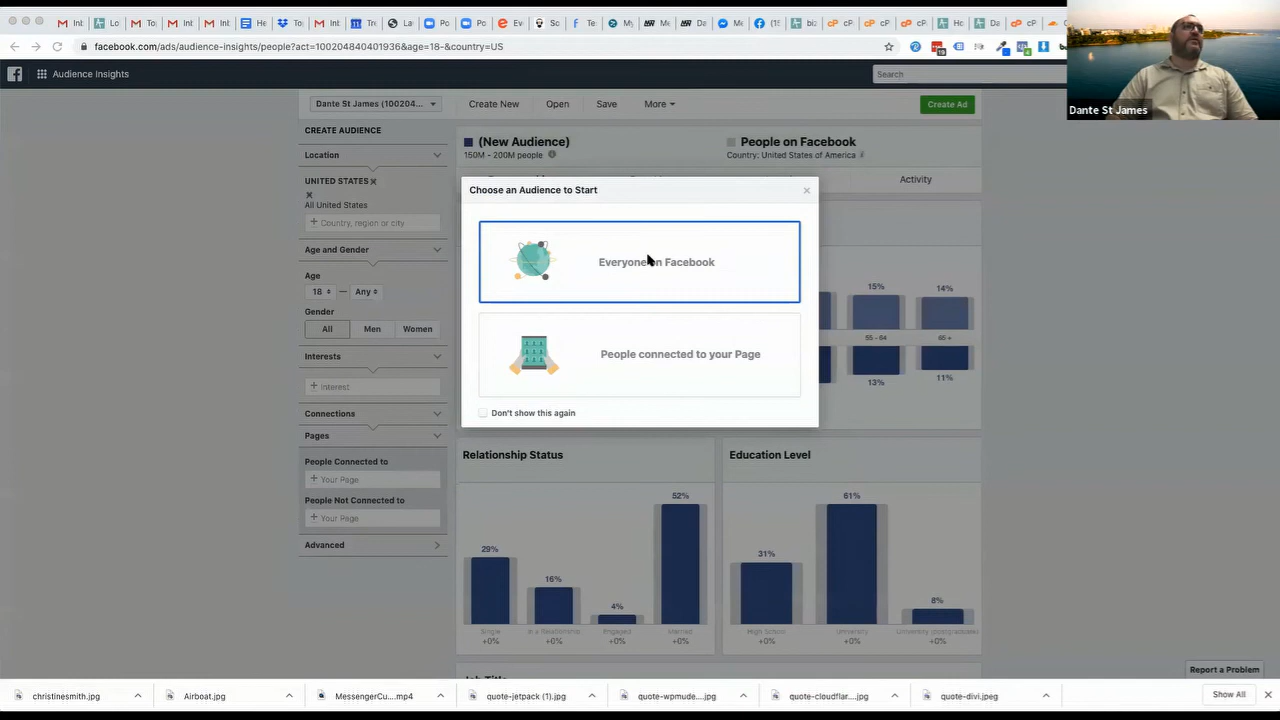 facebook.com/ads/audience-insights/people?act=100204840401936&age=18-&country=US
Audience Insights
Search
Dante St James
Dante St James (100204...
Create New
Open
Save
More
Create Ad
CREATE AUDIENCE
(New Audience)
150M - 200M people
People on Facebook
Country: United States of America
Location
Activity
UNITED STATES
All United States
+ Country, region or city
Choose an Audience to Start
Everyone on Facebook
People connected to your Page
Don't show this again
Age and Gender
Age
18 — Any
Gender
All
Men
Women
Interests
+ Interest
Connections
Pages
People Connected to
+ Your Page
People Not Connected to
+ Your Page
Advanced
15%
14%
55 - 64
65 +
13%
11%
Relationship Status
Education Level
52%
29%
16%
4%
Single
In a Relationship
Engaged
Married
+0%
+0%
+0%
+0%
61%
31%
8%
High School
University
University (postgraduate)
+0%
+0%
+0%
Report a Problem
christinesmith.jpg
Airboat.jpg
MessengerCu....mp4
quote-jetpack (1).jpg
quote-wpmude....jpg
quote-cloudflar....jpg
quote-divi.jpeg
Show All